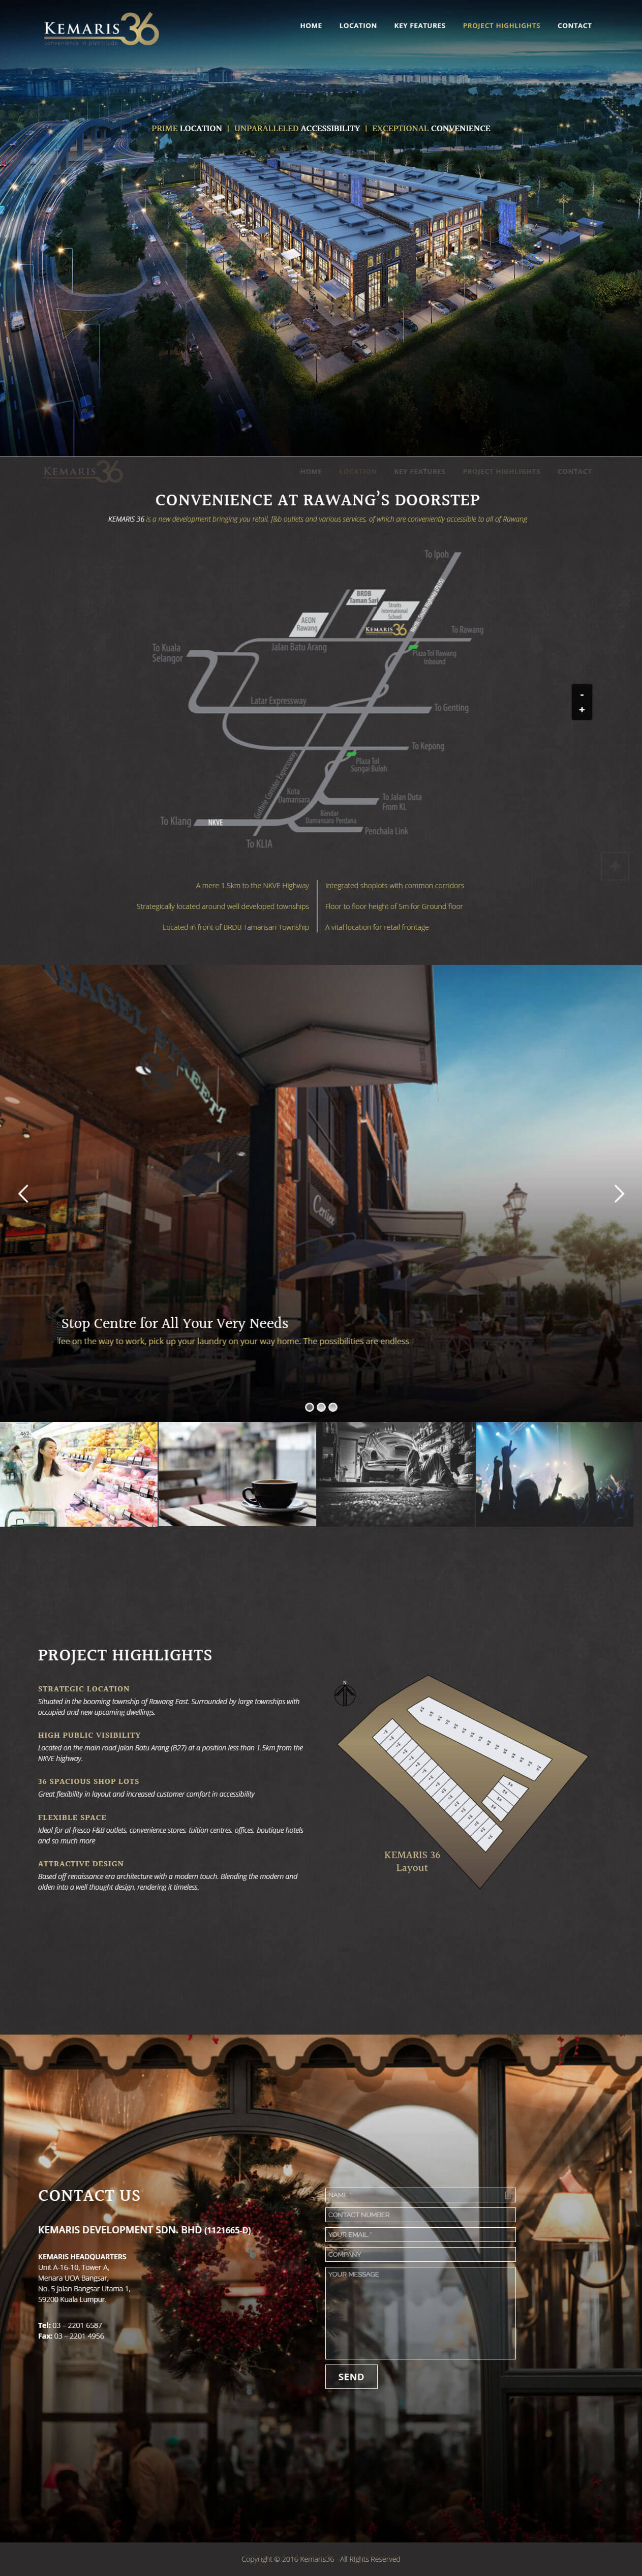 KEMARIS 36
HOME LOCATION KEY FEATURES PROJECT HIGHLIGHTS CONTACT
PRIME LOCATION | UNPARALLELED ACCESSIBILITY | EXCEPTIONAL CONVENIENCE
KEMARIS 36
HOME LOCATION KEY FEATURES PROJECT HIGHLIGHTS CONTACT
CONVENIENCE AT RAWANG'S DOORSTEP
KEMARIS 36 is a new development bringing you retail, f&b outlets and various services, of which are conveniently accessible to all of Rawang
To Ipoh
BRDB
Taman Sari
Straits
International
School
AEON
Rawang
KEMARIS 36
To Rawang
Jalan Batu Arang
Plaza Tol Rawang
Inbound
To Kuala
Selangor
-
+
Latar Expressway
To Genting
To Kepong
Plaza Tol
Sungai Buloh
Guthrie Corridor Expressway
Kota
Damansara
To Jalan Duta
From KL
Bandar
Damansara Perdana
To Klang
NKVE
Penchala Link
To KLIA
A mere 1.5km to the NKVE Highway
Integrated shoplots with common corridors
Strategically located around well developed townships
Floor to floor height of 5m for Ground floor
Located in front of BRDB Tamansari Township
A vital location for retail frontage
BAGEL STREEM
Stop Centre for All Your Very Needs
fee on the way to work, pick up your laundry on your way home. The possibilities are endless
PROJECT HIGHLIGHTS
STRATEGIC LOCATION
Situated in the booming township of Rawang East. Surrounded by large townships with
occupied and new upcoming dwellings.
HIGH PUBLIC VISIBILITY
Located on the main road Jalan Batu Arang (B27) at a position less than 1.5km from the
NKVE highway.
36 SPACIOUS SHOP LOTS
Great flexibility in layout and increased customer comfort in accessibility
FLEXIBLE SPACE
Ideal for al-fresco F&B outlets, convenience stores, tuition centres, offices, boutique hotels
and so much more
ATTRACTIVE DESIGN
Based off renaissance era architecture with a modern touch. Blending the modern and
olden into a well thought design, rendering it timeless.
N
KEMARIS 36
Layout
CONTACT US
KEMARIS DEVELOPMENT SDN. BHD (1121665-D)
KEMARIS HEADQUARTERS
Unit A-16-10, Tower A,
Menara UOA Bangsar,
No. 5 Jalan Bangsar Utama 1,
59200 Kuala Lumpur.
Tel: 03 – 2201 6587
Fax: 03 – 2201 4956
NAME *
CONTACT NUMBER
YOUR EMAIL *
COMPANY
YOUR MESSAGE
SEND
Copyright © 2016 Kemaris36 - All Rights Reserved